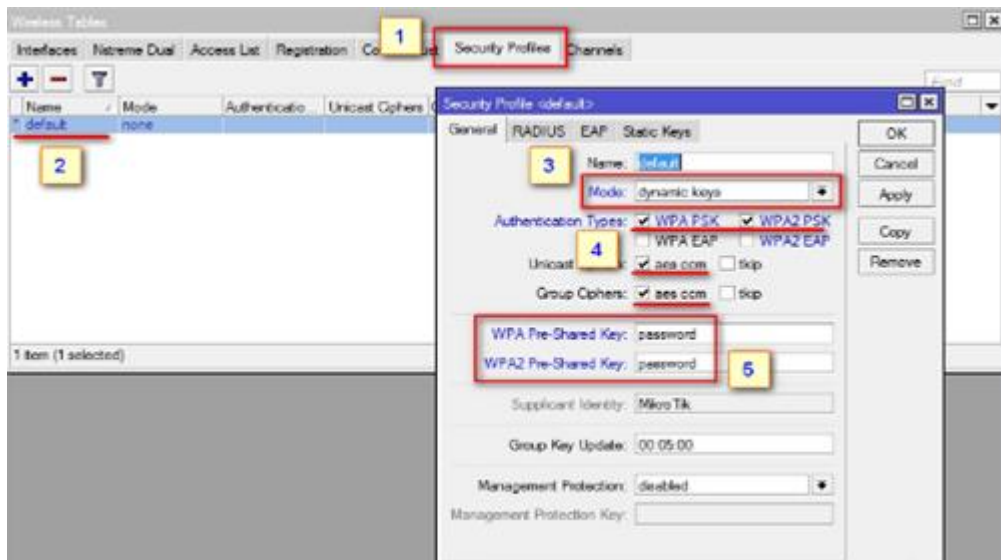 Wireless Tables
1
Interfaces Nstreme Dual Access List Registration Co Security Profiles Channels
Find
Name Mode Authenticatio Unicast Ciphers
* default none
2
1 item (1 selected)
Security Profile <default>
General RADIUS EAP Static Keys
OK
3
Name: default
Cancel
Mode: dynamic keys
Apply
Authentication Types: WPA PSK WPA2 PSK
WPA EAP WPA2 EAP
Copy
4
Unicast aes ccm tkip
Remove
Group Ciphers: aes ccm tkip
WPA Pre-Shared Key: password
WPA2 Pre-Shared Key: password
5
Supplicant Identity: MikroTik
Group Key Update: 00:05:00
Management Protection: disabled
Management Protection Key: